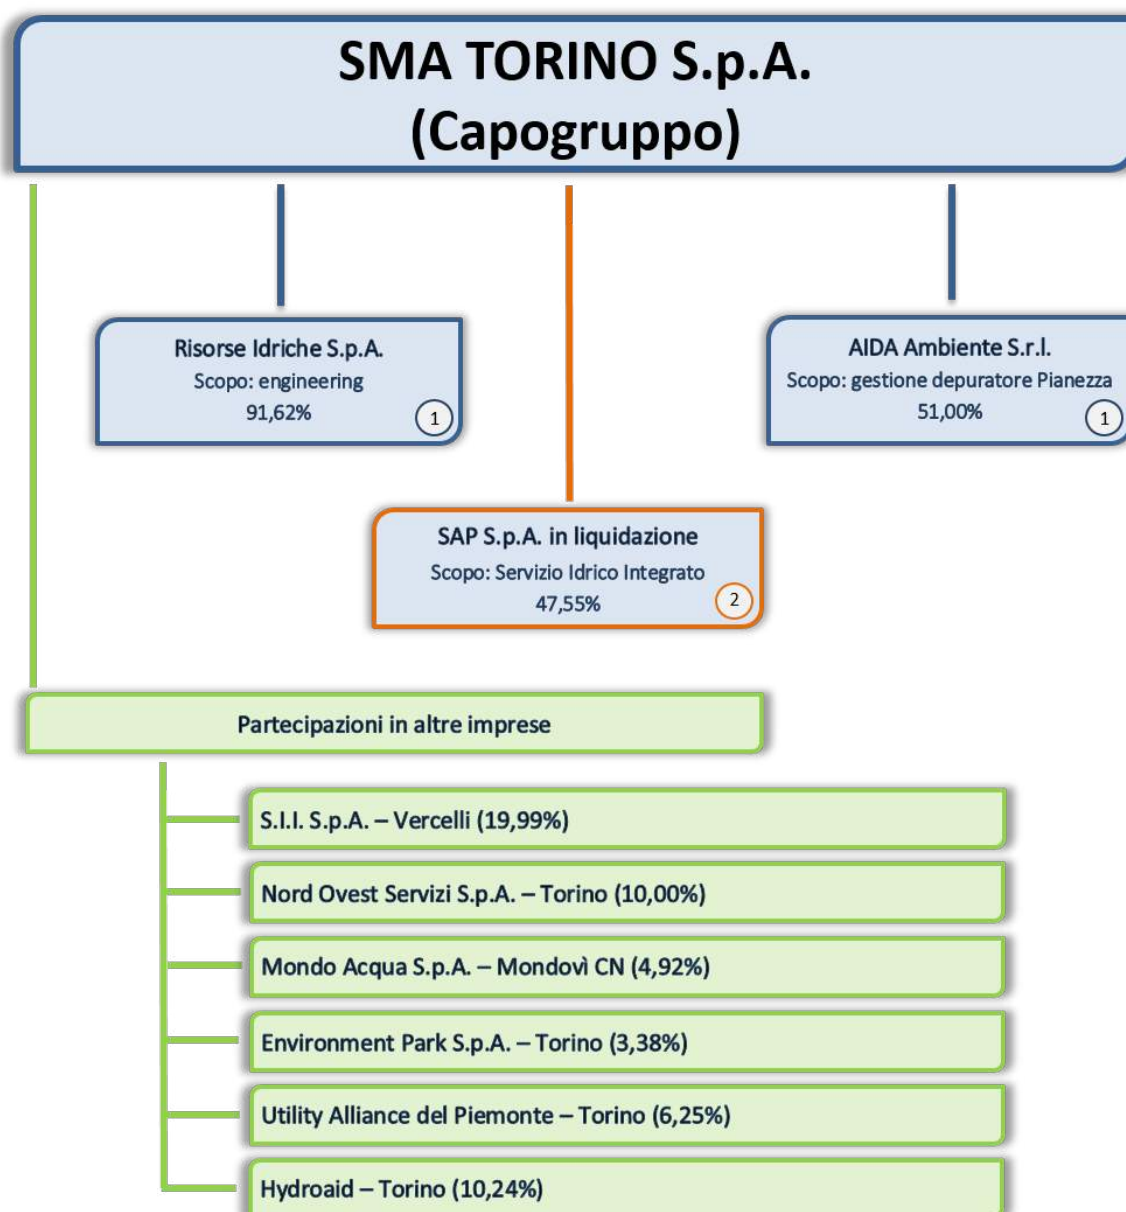 SMA TORINO S.p.A.
(Capogruppo)
Risorse Idriche S.p.A.
Scopo: engineering
91,62%
1
AIDA Ambiente S.r.l.
Scopo: gestione depuratore Pianezza
51,00%
1
SAP S.p.A. in liquidazione
Scopo: Servizio Idrico Integrato
47,55%
2
Partecipazioni in altre imprese
S.I.I. S.p.A. – Vercelli (19,99%)
Nord Ovest Servizi S.p.A. – Torino (10,00%)
Mondo Acqua S.p.A. – Mondovì CN (4,92%)
Environment Park S.p.A. – Torino (3,38%)
Utility Alliance del Piemonte – Torino (6,25%)
Hydroaid – Torino (10,24%)